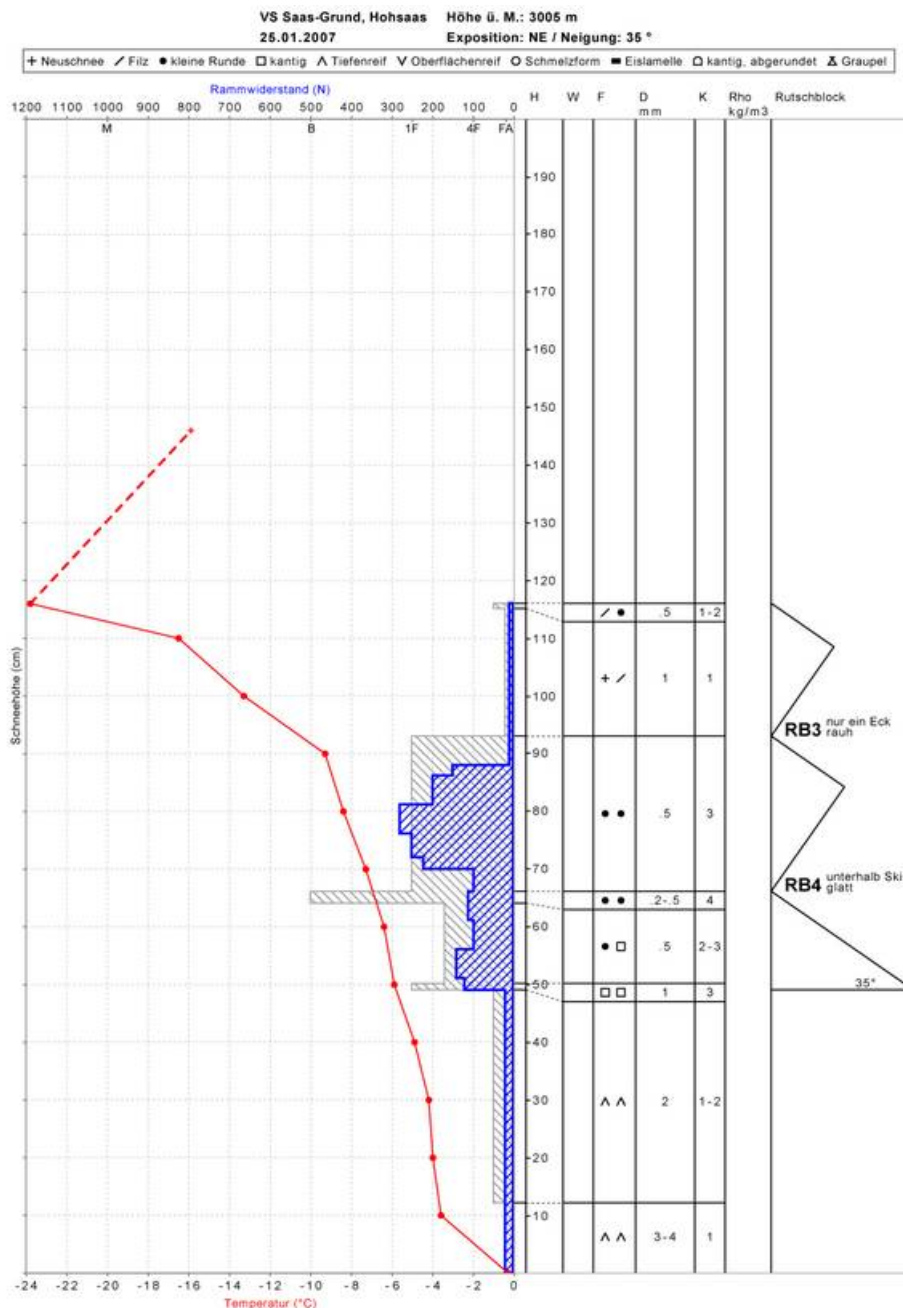 VS Saas-Grund, Hohsaas Höhe ü. M.: 3005 m
25.01.2007 Exposition: NE / Neigung: 35 °
+ Neuschnee / Filz ● kleine Runde □ kantig ∧ Tiefenreif V Oberflächenreif O Schmelzform ▬ Eislamelle kantig, abgerundet Graupel
Rammwiderstand (N)
1200 1100 1000 900 800 700 600 500 400 300 200 100 0 H W F D K Rho Rutschblock
mm kg/m3
M B 1F 4F FA
190
180
170
160
150
140
130
120
/ ● .5 1-2
110
+ / 1 1
100
nur ein Eck
RB3 rauh
90
80 ● ● .5 3
70
unterhalb Ski
RB4 glatt
● ● .2-.5 4
60
● □ .5 2-3
50 35°
□ □ 1 3
40
30 ∧ ∧ 2 1-2
20
10
∧ ∧ 3-4 1
-24 -22 -20 -18 -16 -14 -12 -10 -8 -6 -4 -2 0
Temperatur (°C)
Schneehöhe (cm)